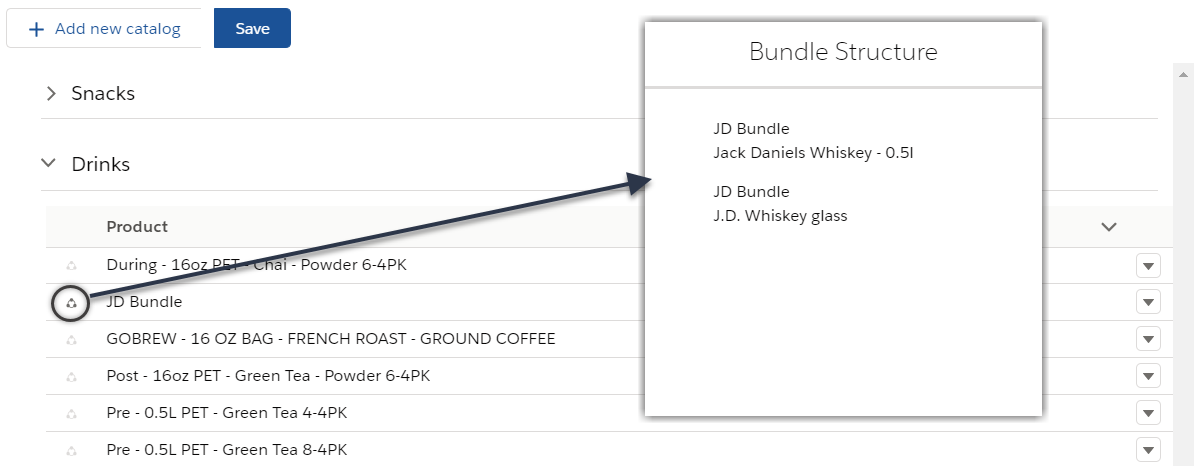 Add new catalog
Save
Snacks
Drinks
Product
During - 16oz PET - Chai - Powder 6-4PK
JD Bundle
GOBREW - 16 OZ BAG - FRENCH ROAST - GROUND COFFEE
Post - 16oz PET - Green Tea - Powder 6-4PK
Pre - 0.5L PET - Green Tea 4-4PK
Pre - 0.5L PET - Green Tea 8-4PK
Bundle Structure
JD Bundle
Jack Daniels Whiskey - 0.5l
JD Bundle
J.D. Whiskey glass